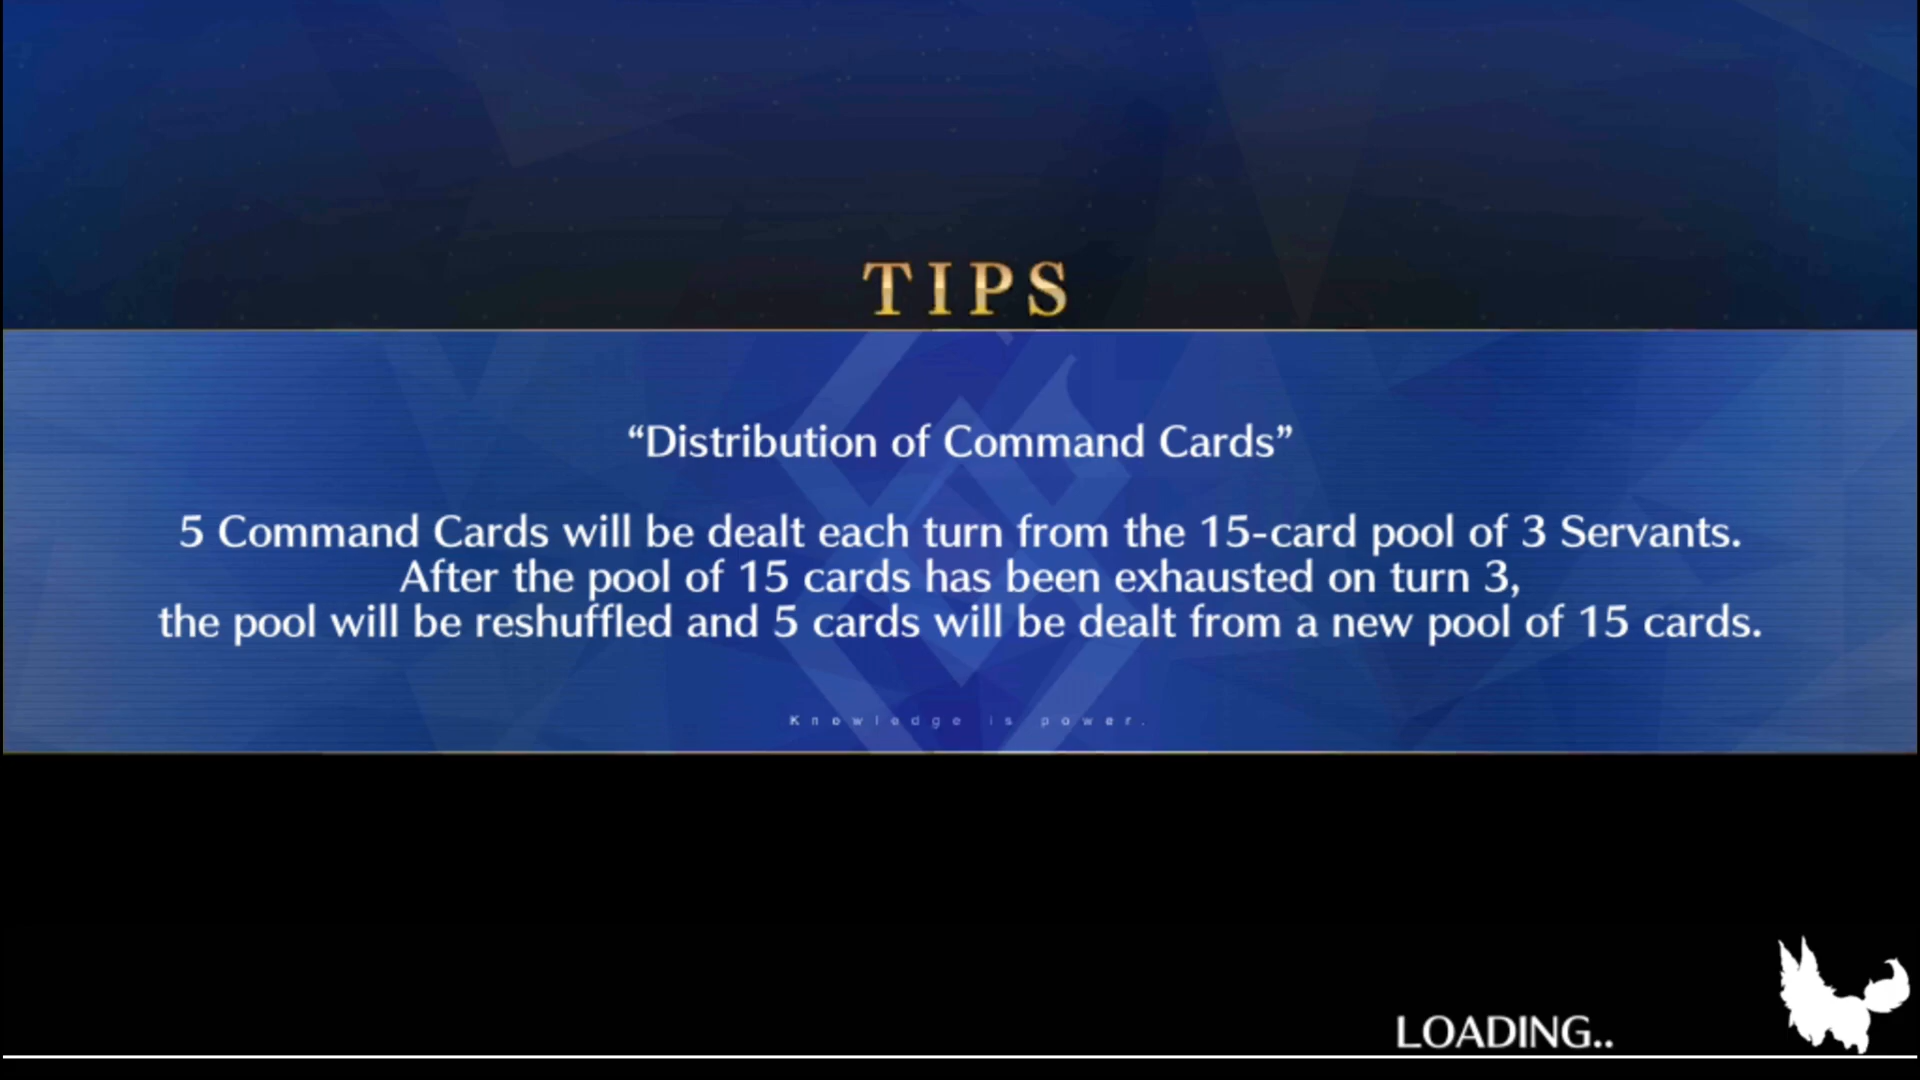 TIPS
“Distribution of Command Cards”
5 Command Cards will be dealt each turn from the 15-card pool of 3 Servants.
After the pool of 15 cards has been exhausted on turn 3,
the pool will be reshuffled and 5 cards will be dealt from a new pool of 15 cards.
Knowledge is power.
LOADING..